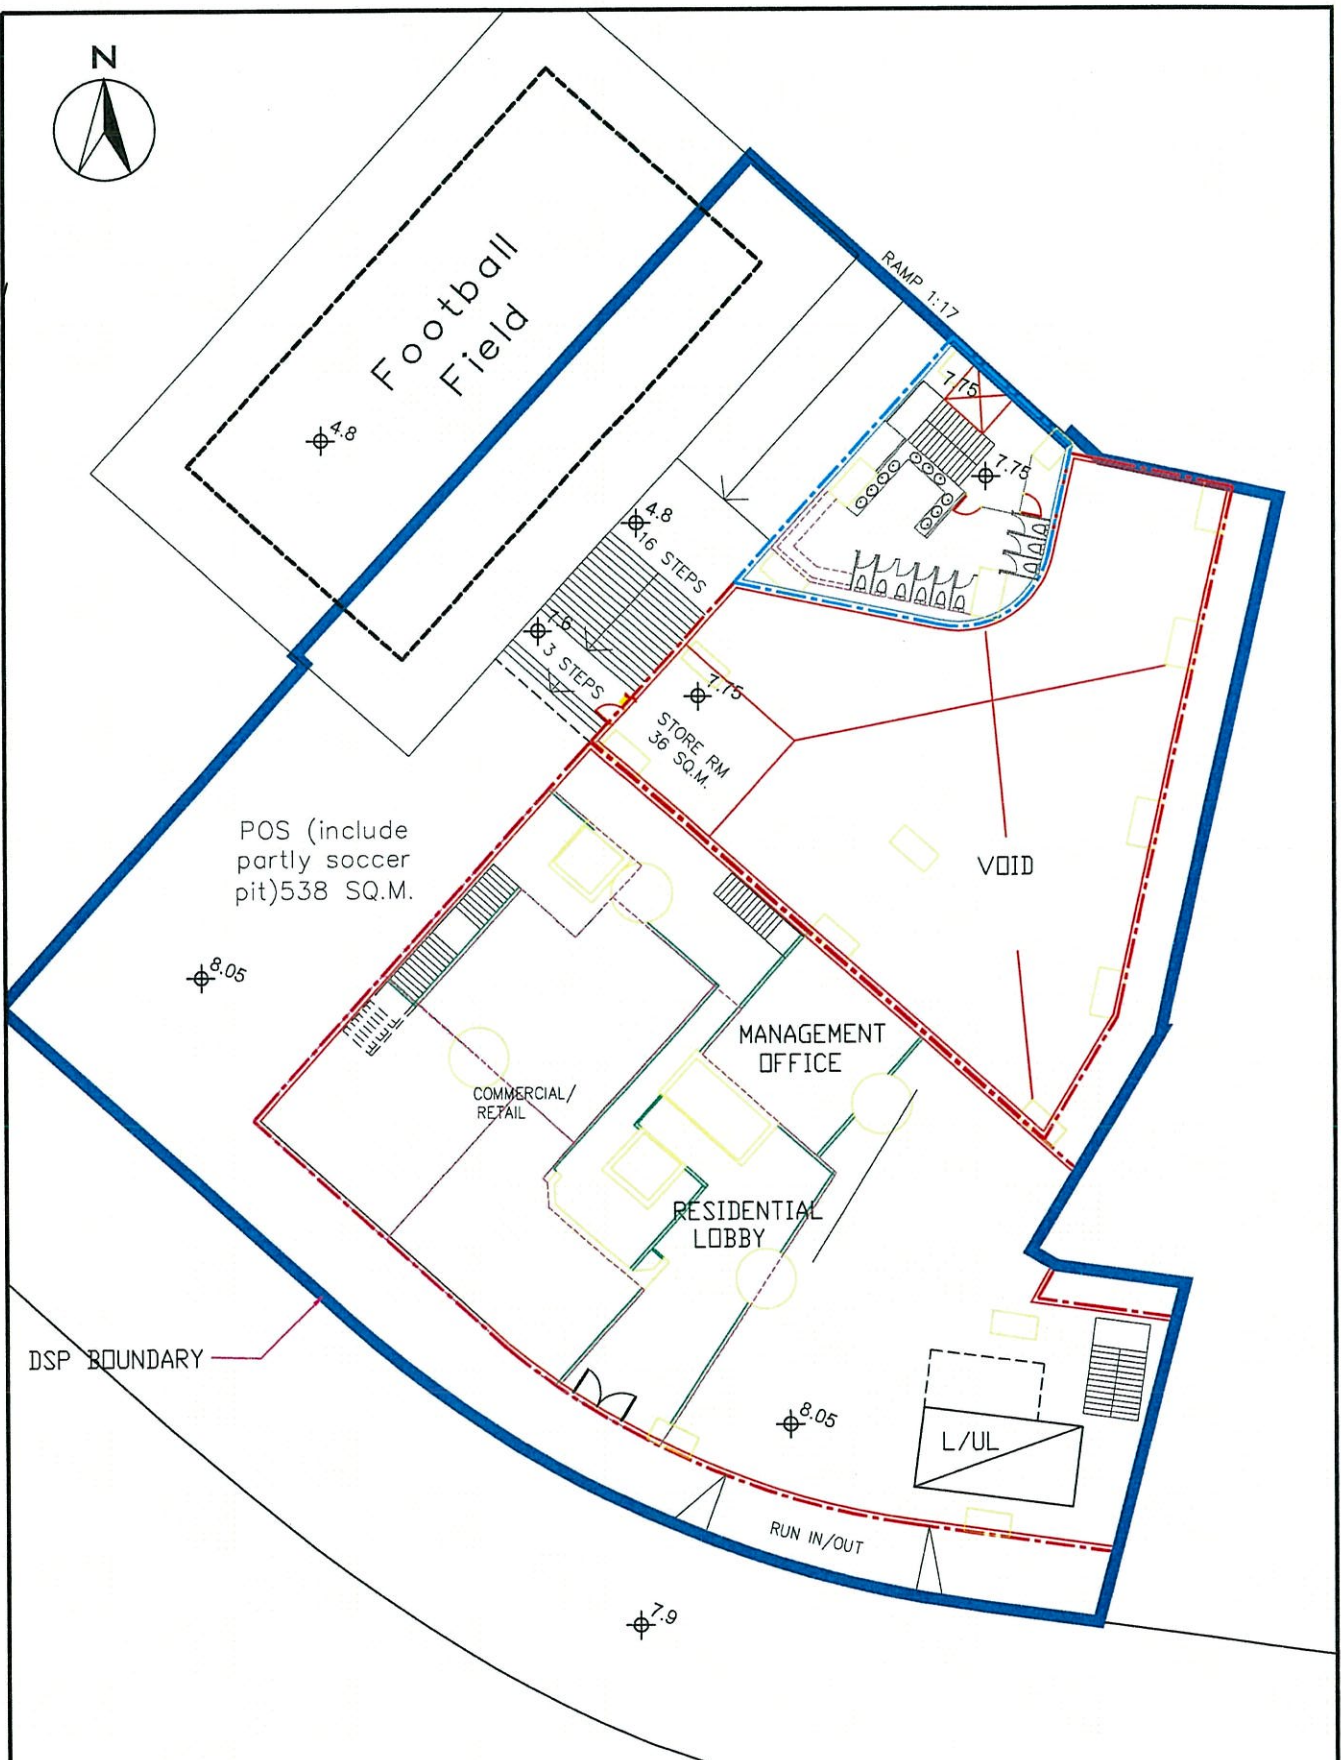 N
RAMP 1:17
Football
Field
7.75
4.8
7.75
4.8
16 STEPS
7.6
3 STEPS
7.75
STORE RM
36 SQ.M.
POS (include
partly soccer
pit)538 SQ.M.
VOID
8.05
MANAGEMENT
OFFICE
COMMERCIAL/
RETAIL
RESIDENTIAL
LOBBY
DSP BOUNDARY
8.05
L/UL
RUN IN/OUT
7.9